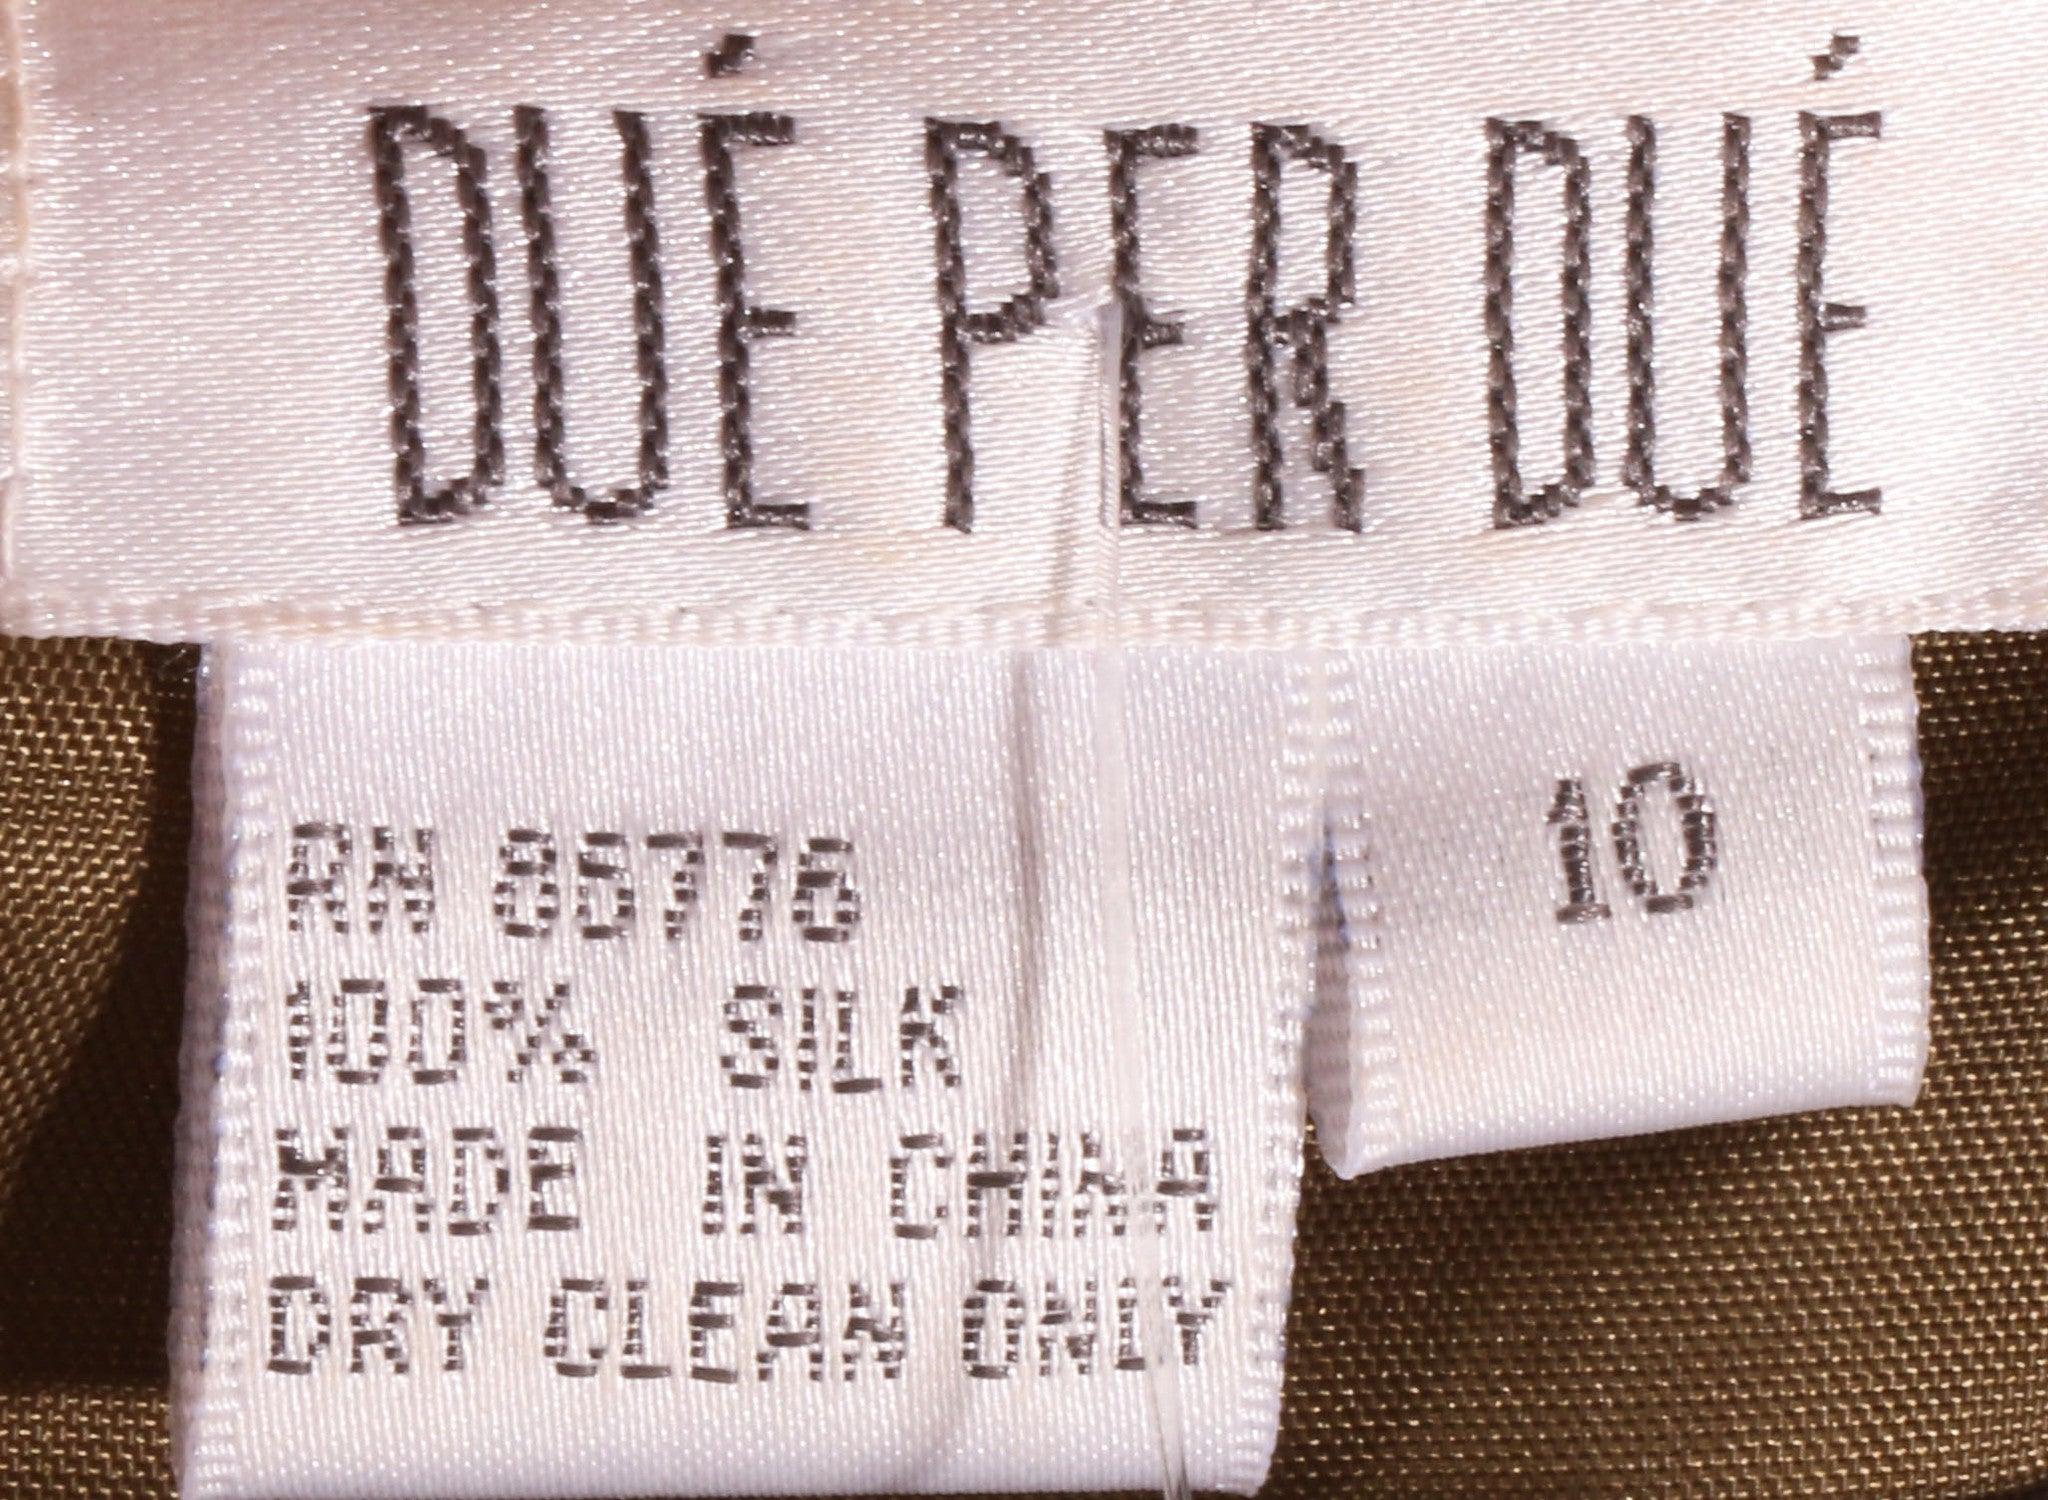 DUÉ PER DUÉ
10
RN 85776
100% SILK
MADE IN CHINA
DRY CLEAN ONLY